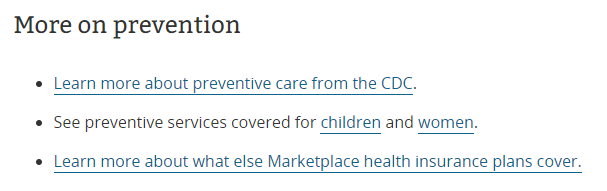 More on prevention
Learn more about preventive care from the CDC.
See preventive services covered for children and women.
Learn more about what else Marketplace health insurance plans cover.